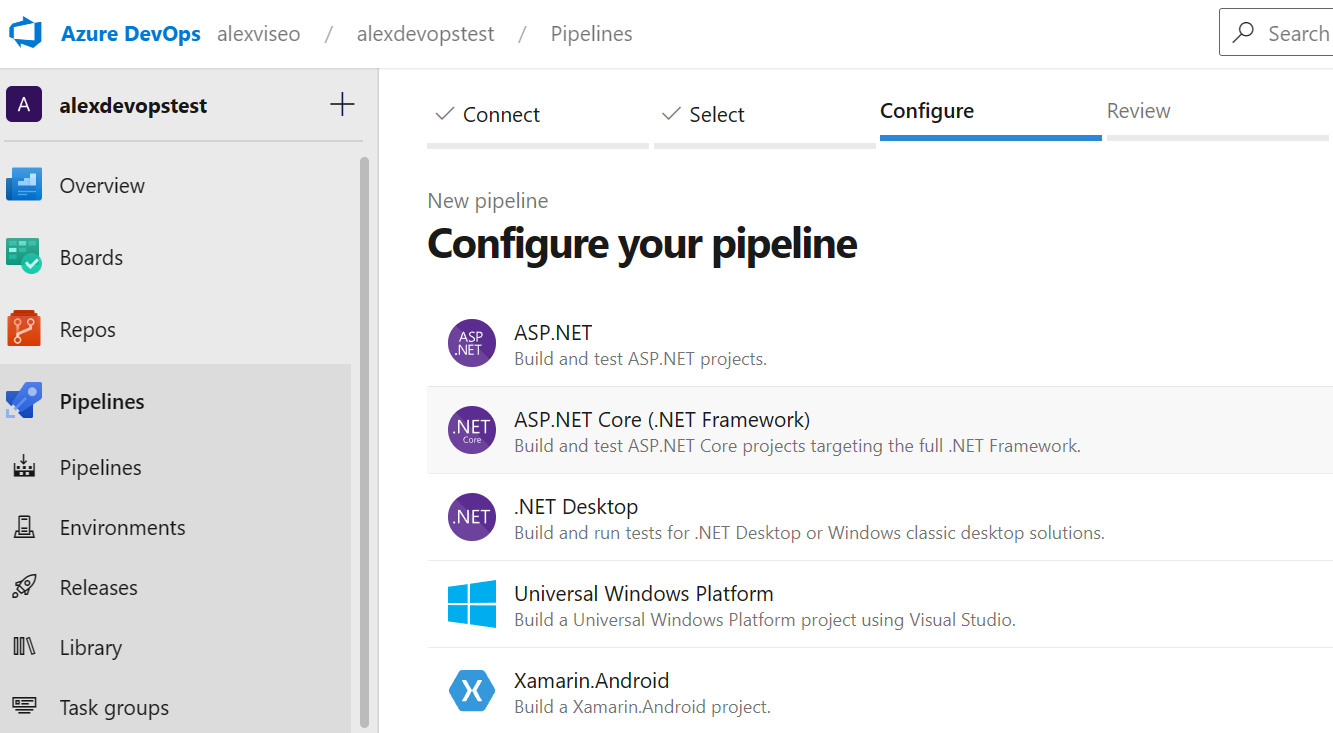 Azure DevOps alexviseo / alexdevopstest / Pipelines
Search
A alexdevopstest
Overview
Boards
Repos
Pipelines
Pipelines
Environments
Releases
Library
Task groups
Connect Select Configure Review
New pipeline
Configure your pipeline
ASP
.NET
ASP.NET
Build and test ASP.NET projects.
.NET
Core
ASP.NET Core (.NET Framework)
Build and test ASP.NET Core projects targeting the full .NET Framework.
.NET
.NET Desktop
Build and run tests for .NET Desktop or Windows classic desktop solutions.
Universal Windows Platform
Build a Universal Windows Platform project using Visual Studio.
Xamarin.Android
Build a Xamarin.Android project.